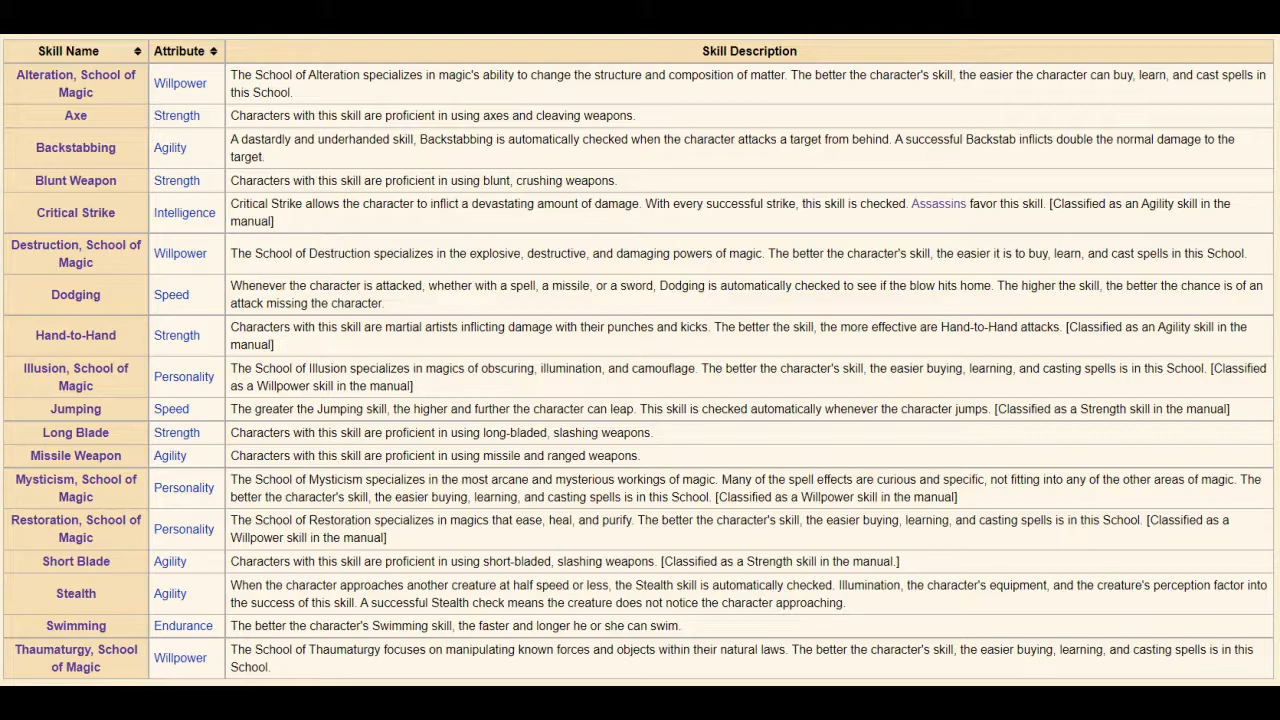 Skill Name Attribute Skill Description
Alteration, School of Magic Willpower The School of Alteration specializes in magic's ability to change the structure and composition of matter. The better the character's skill, the easier the character can buy, learn, and cast spells in
this School.
Axe Strength Characters with this skill are proficient in using axes and cleaving weapons.
Backstabbing Agility A dastardly and underhanded skill, Backstabbing is automatically checked when the character attacks a target from behind. A successful Backstab inflicts double the normal damage to the
target.
Blunt Weapon Strength Characters with this skill are proficient in using blunt, crushing weapons.
Critical Strike Intelligence Critical Strike allows the character to inflict a devastating amount of damage. With every successful strike, this skill is checked. Assassins favor this skill. [Classified as an Agility skill in the
manual]
Destruction, School of Magic Willpower The School of Destruction specializes in the explosive, destructive, and damaging powers of magic. The better the character's skill, the easier it is to buy, learn, and cast spells in this School.
Dodging Speed Whenever the character is attacked, whether with a spell, a missile, or a sword, Dodging is automatically checked to see if the blow hits home. The higher the skill, the better the chance is of an
attack missing the character.
Hand-to-Hand Strength Characters with this skill are martial artists inflicting damage with their punches and kicks. The better the skill, the more effective are Hand-to-Hand attacks. [Classified as an Agility skill in the
manual]
Illusion, School of Magic Personality The School of Illusion specializes in magics of obscuring, illumination, and camouflage. The better the character's skill, the easier buying, learning, and casting spells is in this School. [Classified
as a Willpower skill in the manual]
Jumping Speed The greater the Jumping skill, the higher and further the character can leap. This skill is checked automatically whenever the character jumps. [Classified as a Strength skill in the manual]
Long Blade Strength Characters with this skill are proficient in using long-bladed, slashing weapons.
Missile Weapon Agility Characters with this skill are proficient in using missile and ranged weapons.
Mysticism, School of Magic Personality The School of Mysticism specializes in the most arcane and mysterious workings of magic. Many of the spell effects are curious and specific, not fitting into any of the other areas of magic. The
better the character's skill, the easier buying, learning, and casting spells is in this School. [Classified as a Willpower skill in the manual]
Restoration, School of Magic Personality The School of Restoration specializes in magics that ease, heal, and purify. The better the character's skill, the easier buying, learning, and casting spells is in this School. [Classified as a
Willpower skill in the manual]
Short Blade Agility Characters with this skill are proficient in using short-bladed, slashing weapons. [Classified as a Strength skill in the manual.]
Stealth Agility When the character approaches another creature at half speed or less, the Stealth skill is automatically checked. Illumination, the character's equipment, and the creature's perception factor into
the success of this skill. A successful Stealth check means the creature does not notice the character approaching.
Swimming Endurance The better the character's Swimming skill, the faster and longer he or she can swim.
Thaumaturgy, School of Magic Willpower The School of Thaumaturgy focuses on manipulating known forces and objects within their natural laws. The better the character's skill, the easier buying, learning, and casting spells is in this
School.